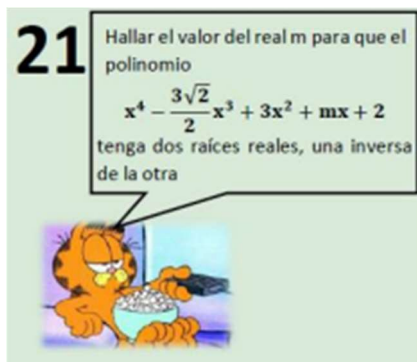 21
Hallar el valor del real m para que el
polinomio
x⁴ − 3√2/2 x³ + 3x² + mx + 2
tenga dos raíces reales, una inversa
de la otra